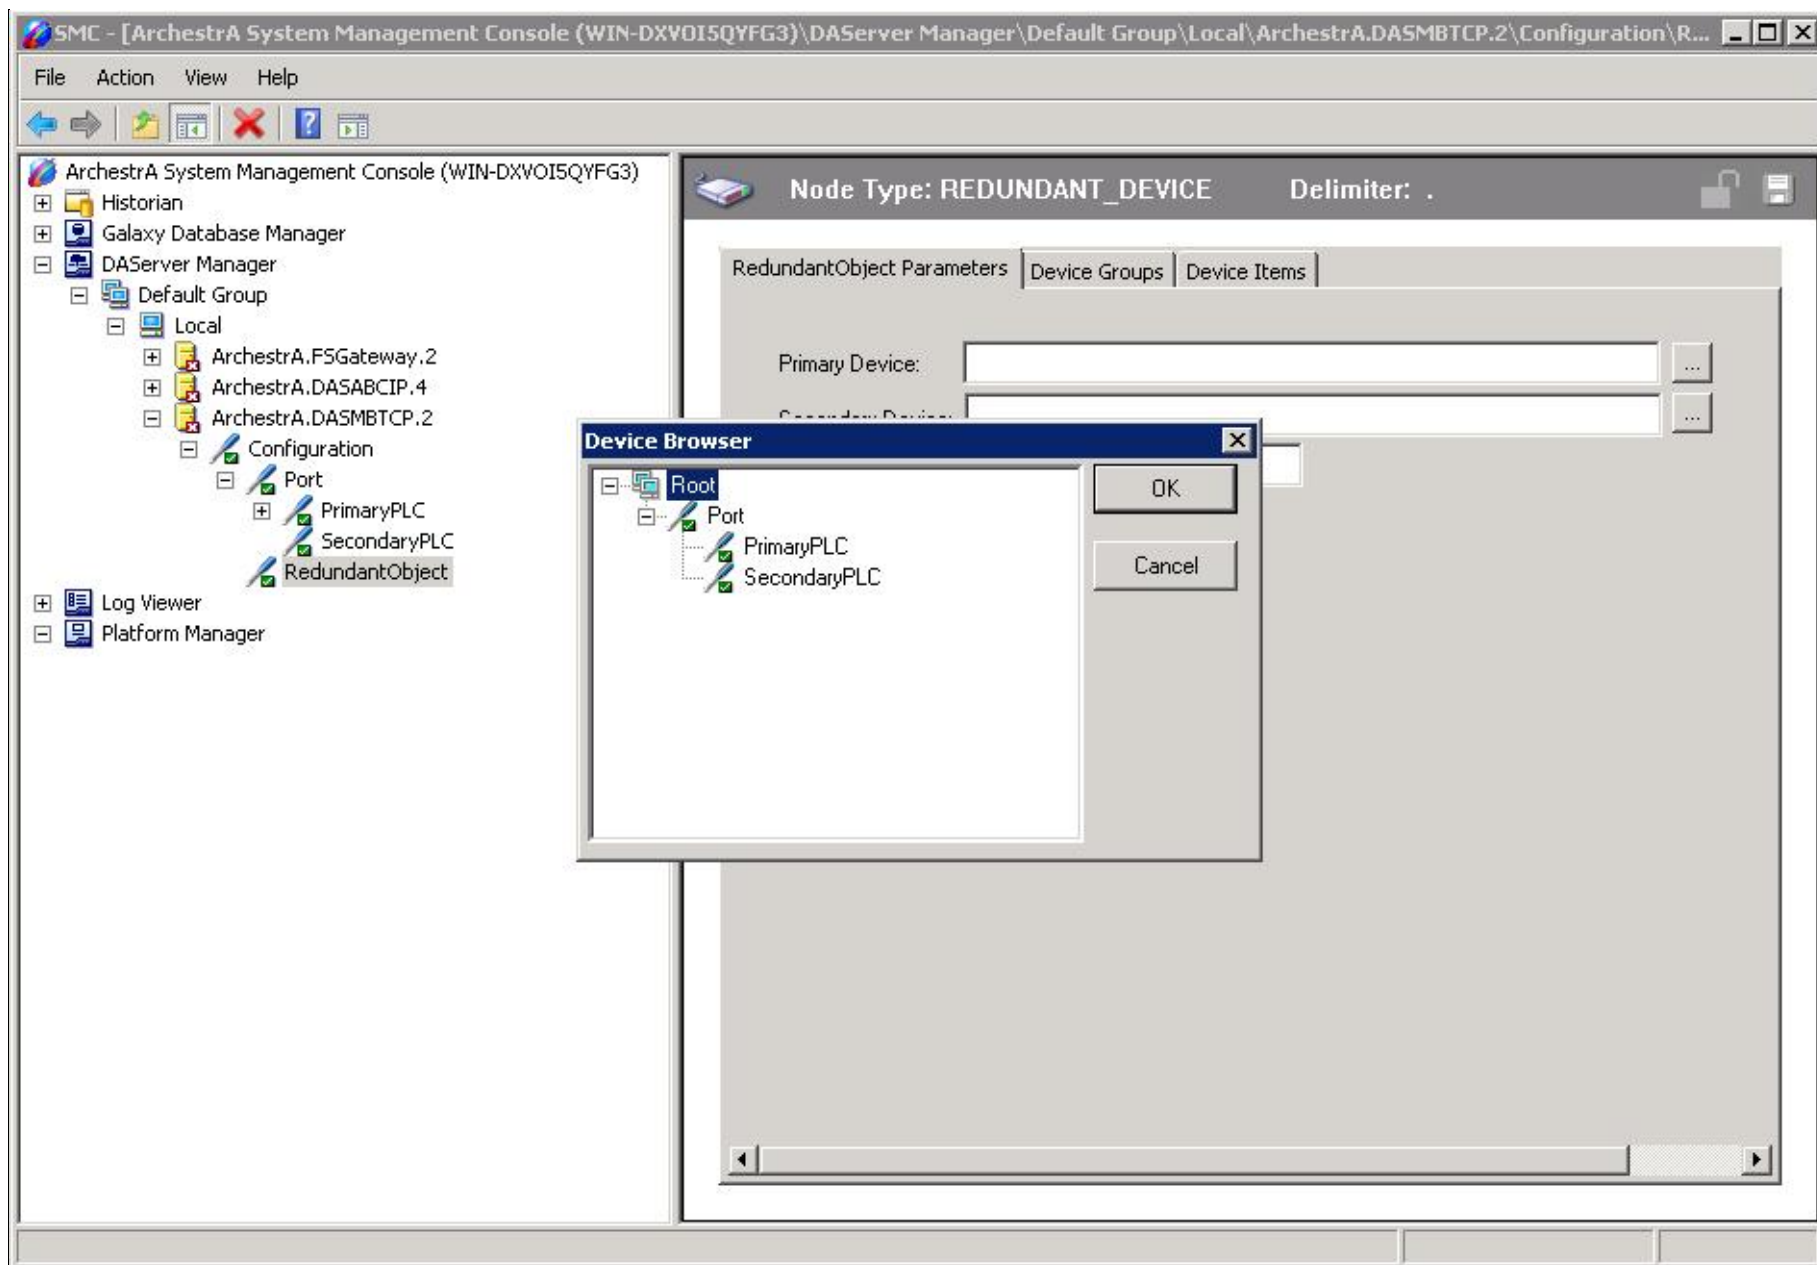 SMC - [ArchestrA System Management Console (WIN-DXVOI5QYFG3)\DAServer Manager\Default Group\Local\ArchestrA.DASMBTCP.2\Configuration\R...
File Action View Help
ArchestrA System Management Console (WIN-DXVOI5QYFG3)
Historian
Galaxy Database Manager
DAServer Manager
Default Group
Local
ArchestrA.FSGateway.2
ArchestrA.DASABCIP.4
ArchestrA.DASMBTCP.2
Configuration
Port
PrimaryPLC
SecondaryPLC
RedundantObject
Log Viewer
Platform Manager
Node Type: REDUNDANT_DEVICE Delimiter: .
RedundantObject Parameters Device Groups Device Items
Primary Device: ...
Secondary Device: ...
Device Browser
Root
Port
PrimaryPLC
SecondaryPLC
OK
Cancel